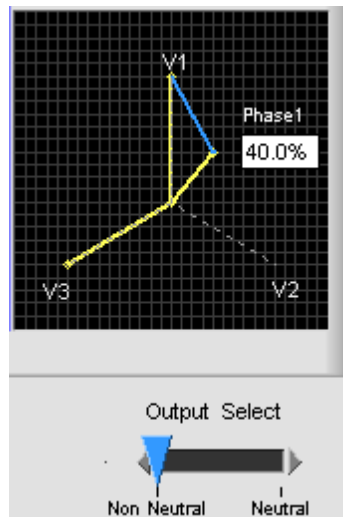 V1
Phase1
40.0%
V3
V2
Output Select
Non Neutral
Neutral